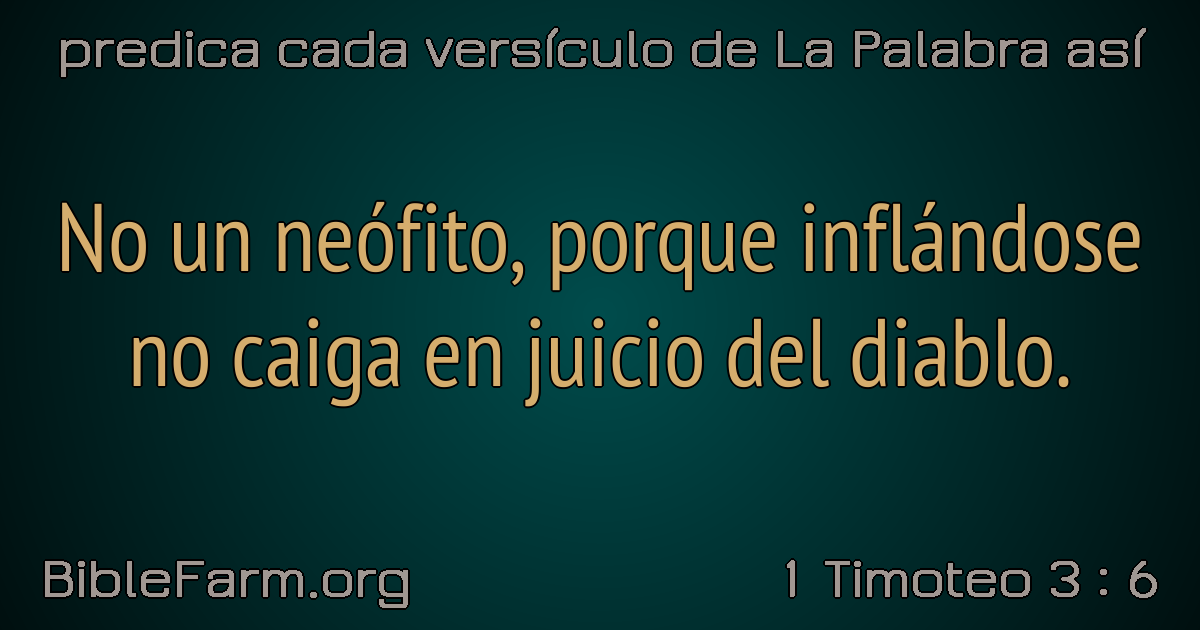 predica cada versículo de La Palabra así
No un neófito, porque inflándose
no caiga en juicio del diablo.
BibleFarm.org
1 Timoteo 3 : 6